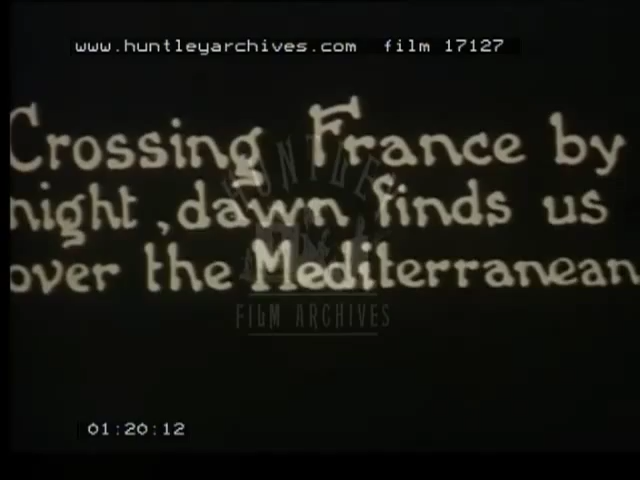 www.huntleyarchives.com film 17127
Crossing France by
night, dawn finds us
over the Mediterranean
HUNTLEY
FILM ARCHIVES
01:20:12